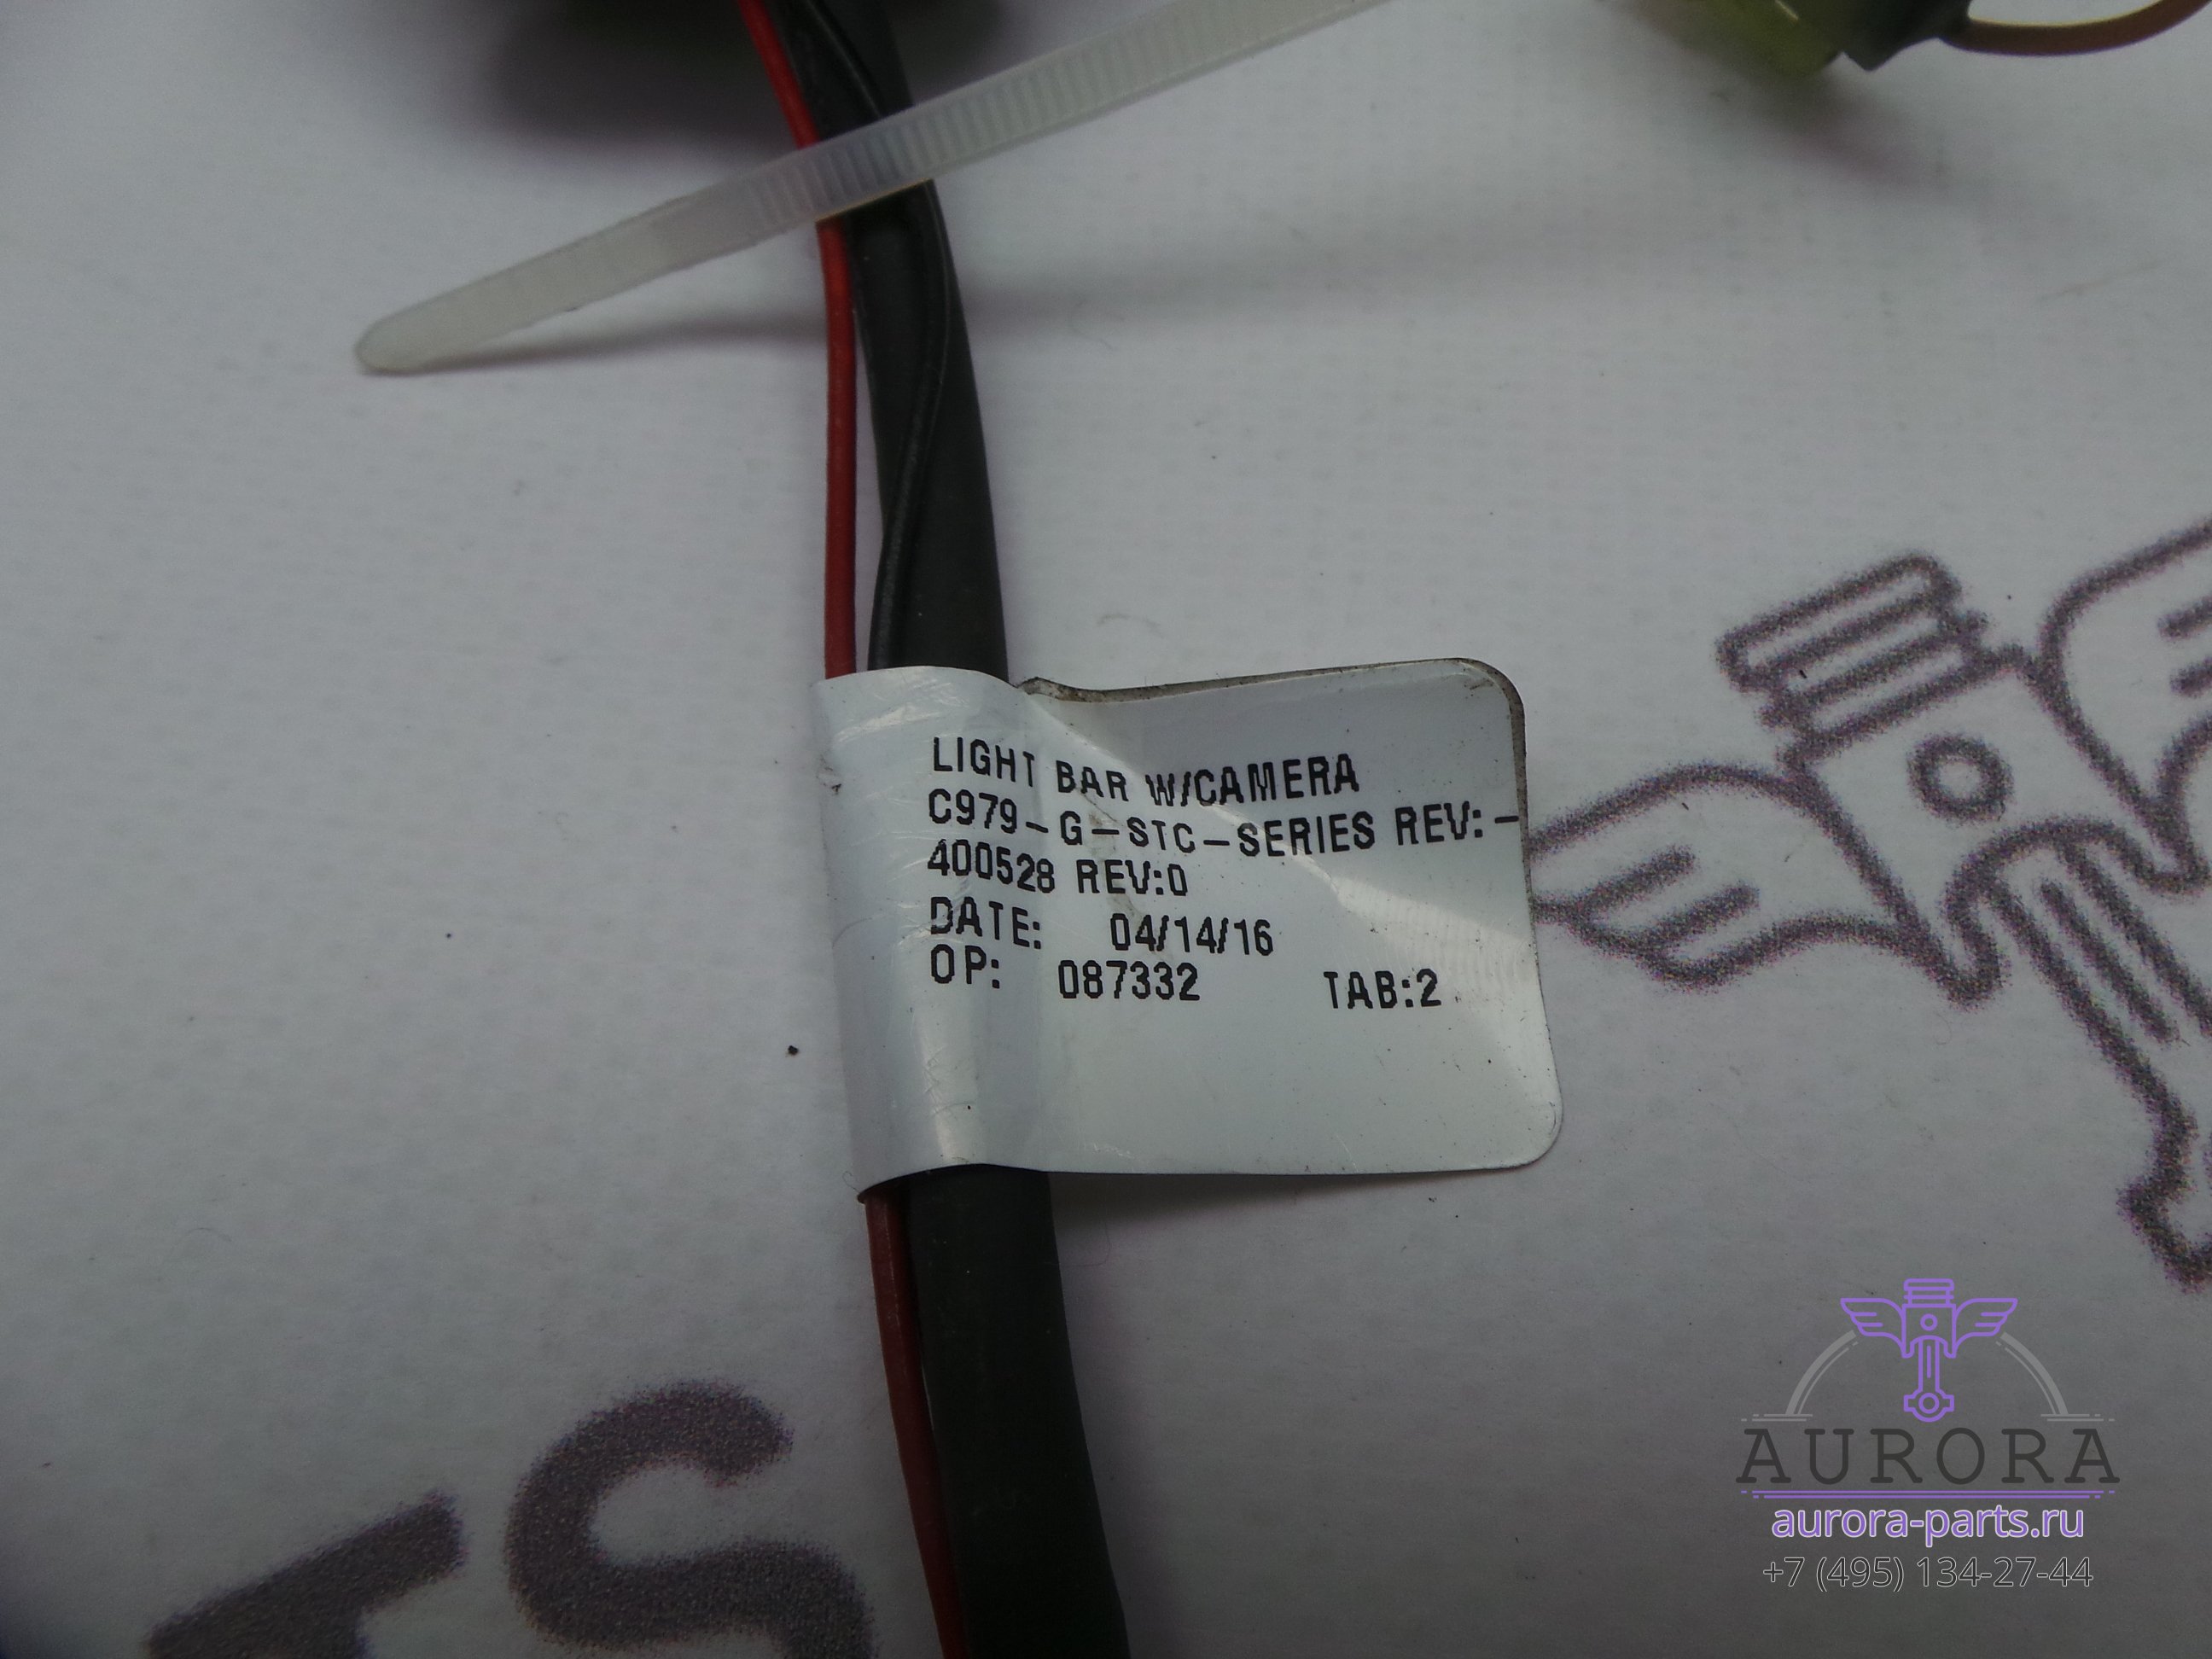 LIGHT BAR W/CAMERA
C979-G-STC-SERIES REV:-
400528 REV:0
DATE: 04/14/16
OP: 087332 TAB:2
TS
AURORA
aurora-parts.ru
+7 (495) 134-27-44